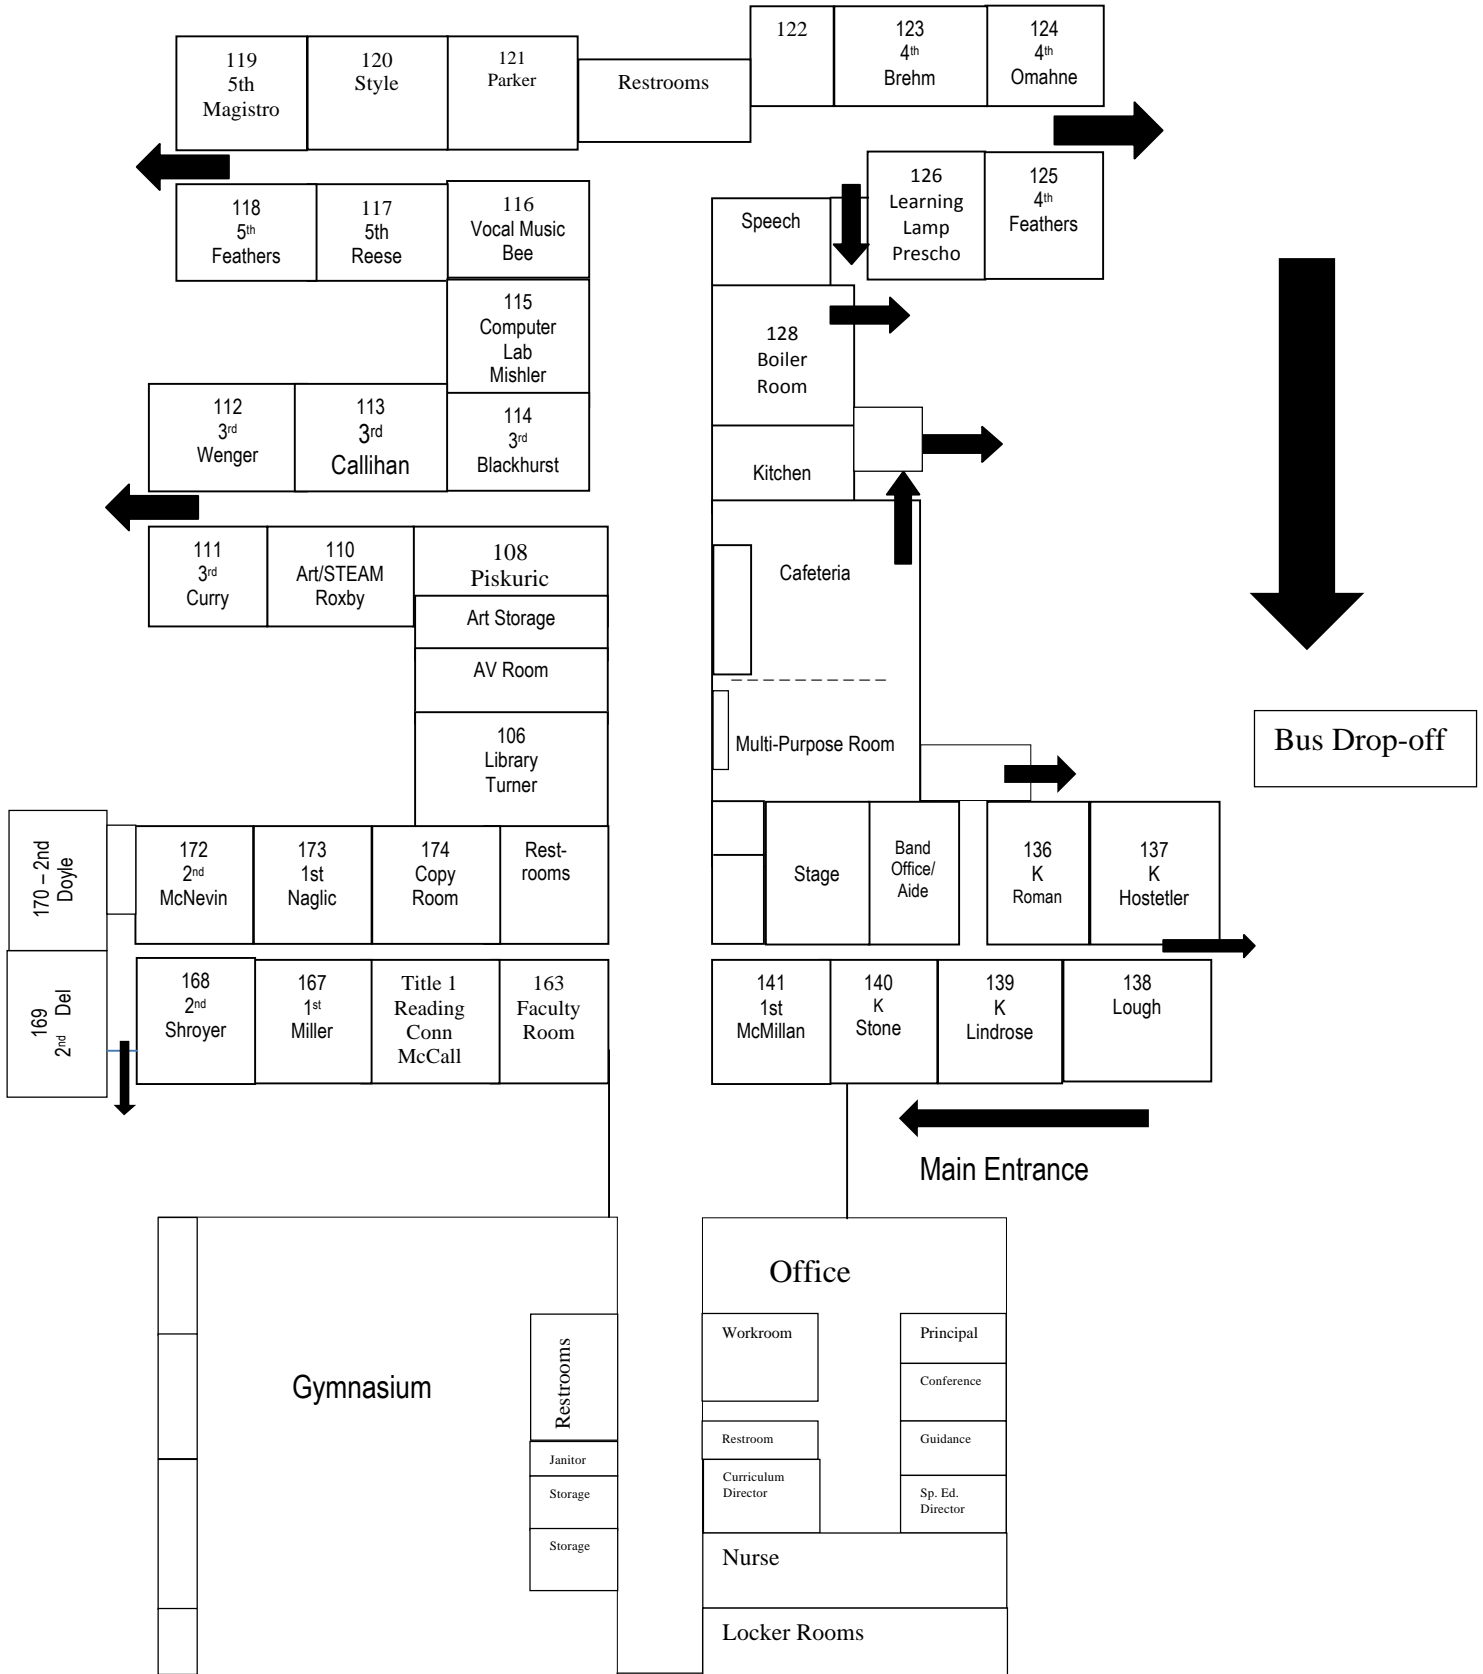 119
5th
Magistro
120
Style
121
Parker
Restrooms
122
123
4th
Brehm
124
4th
Omahne
118
5th
Feathers
117
5th
Reese
116
Vocal Music
Bee
Speech
126
Learning
Lamp
Prescho
125
4th
Feathers
115
Computer
Lab
Mishler
128
Boiler
Room
112
3rd
Wenger
113
3rd
Callihan
114
3rd
Blackhurst
Kitchen
111
3rd
Curry
110
Art/STEAM
Roxby
108
Piskuric
Cafeteria
Art Storage
AV Room
106
Library
Turner
Multi-Purpose Room
Bus Drop-off
170 – 2nd
Doyle
172
2nd
McNevin
173
1st
Naglic
174
Copy
Room
Rest-
rooms
Stage
Band
Office/
Aide
136
K
Roman
137
K
Hostetler
169
2nd Del
168
2nd
Shroyer
167
1st
Miller
Title 1
Reading
Conn
McCall
163
Faculty
Room
141
1st
McMillan
140
K
Stone
139
K
Lindrose
138
Lough
Main Entrance
Office
Gymnasium
Restrooms
Janitor
Storage
Storage
Workroom
Principal
Conference
Restroom
Guidance
Curriculum
Director
Sp. Ed.
Director
Nurse
Locker Rooms